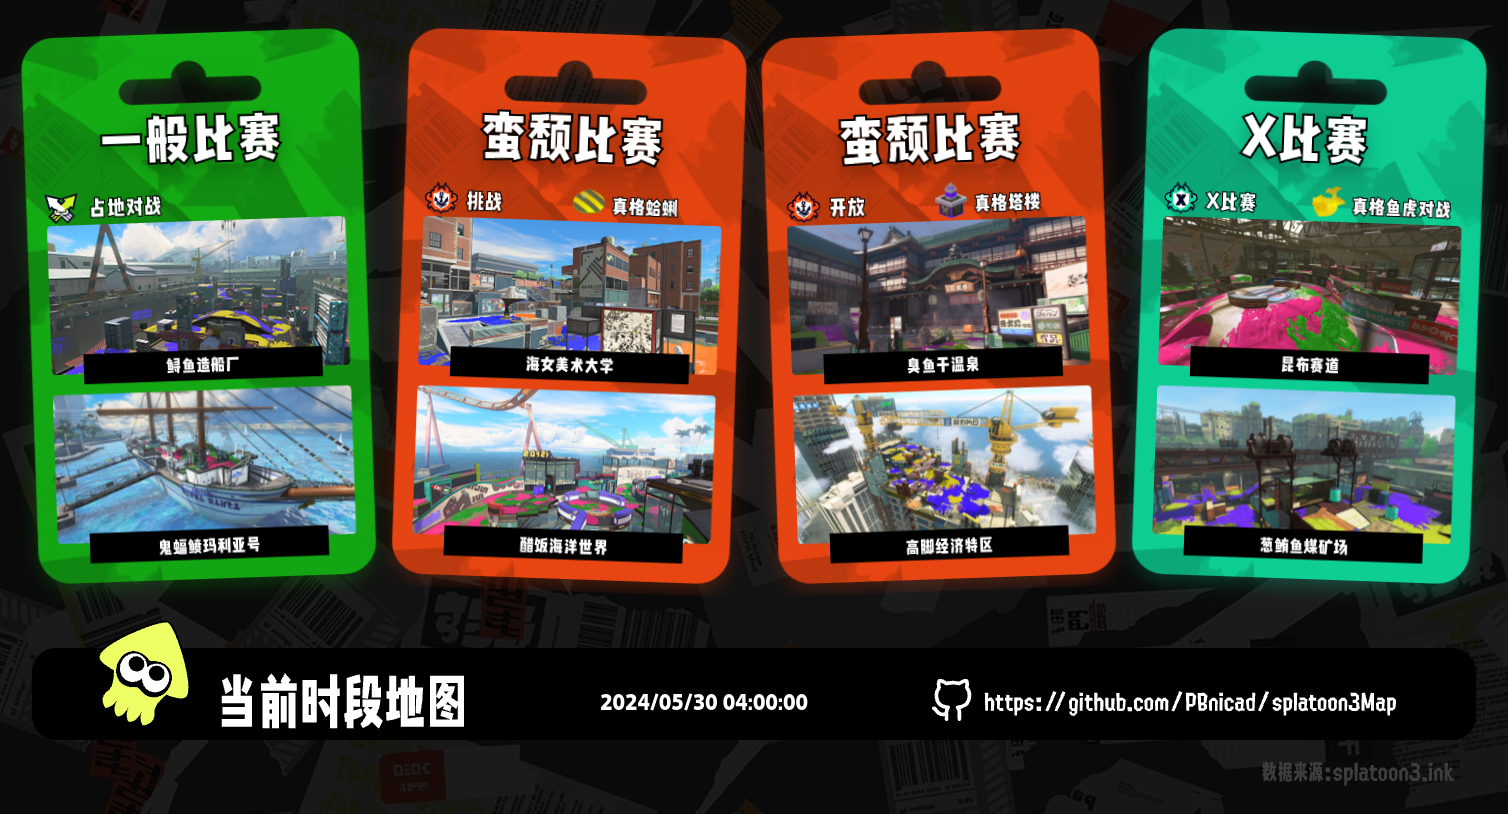 一般比赛
占地对战
鲟鱼造船厂
鬼蝠鲼玛利亚号
蛮颓比赛
挑战
真格蛤蜊
海女美术大学
醋饭海洋世界
蛮颓比赛
开放
真格塔楼
臭鱼干温泉
高脚经济特区
X比赛
X比赛
真格鱼虎对战
昆布赛道
葱鲔鱼煤矿场
当前时段地图
2024/05/30 04:00:00
https://github.com/PBnicad/splatoon3Map
数据来源:splatoon3.ink